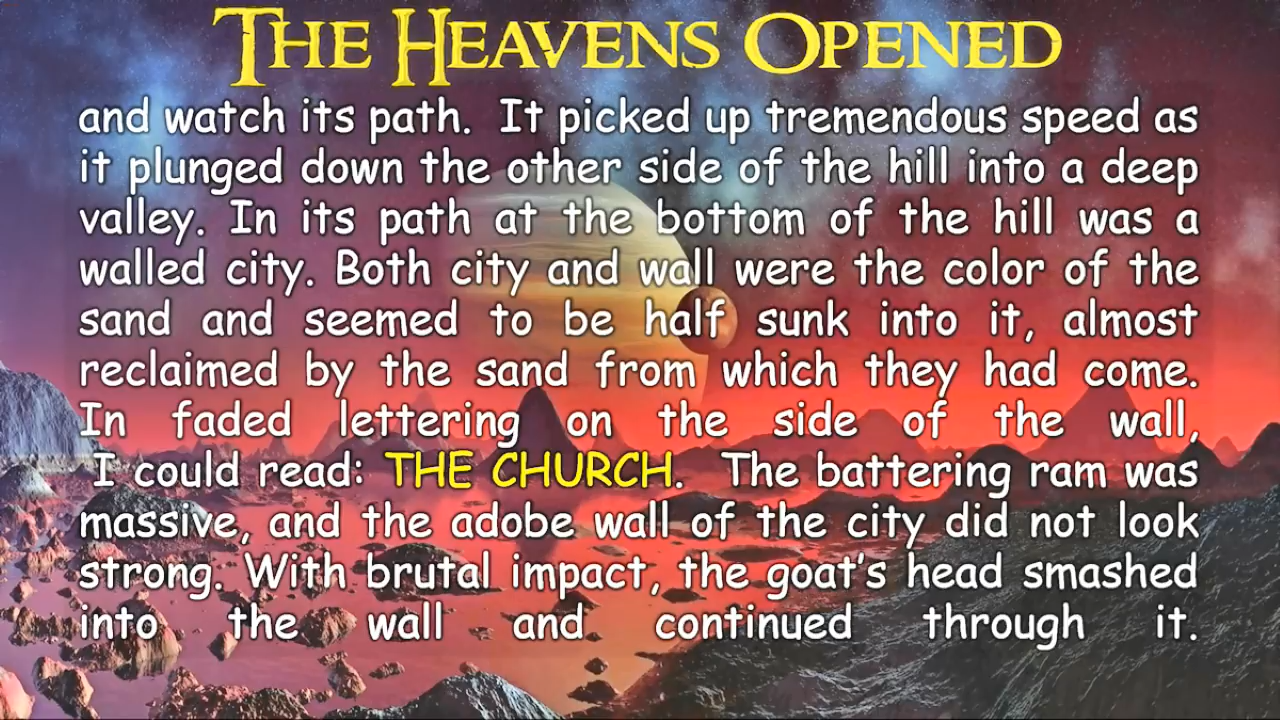 THE HEAVENS OPENED
and watch its path.  It picked up tremendous speed as
it plunged down the other side of the hill into a deep
valley. In its path at the bottom of the hill was a
walled city. Both city and wall were the color of the
sand and seemed to be half sunk into it, almost
reclaimed by the sand from which they had come.
In faded lettering on the side of the wall,
I could read: THE CHURCH.  The battering ram was
massive, and the adobe wall of the city did not look
strong. With brutal impact, the goat's head smashed
into the wall and continued through it.